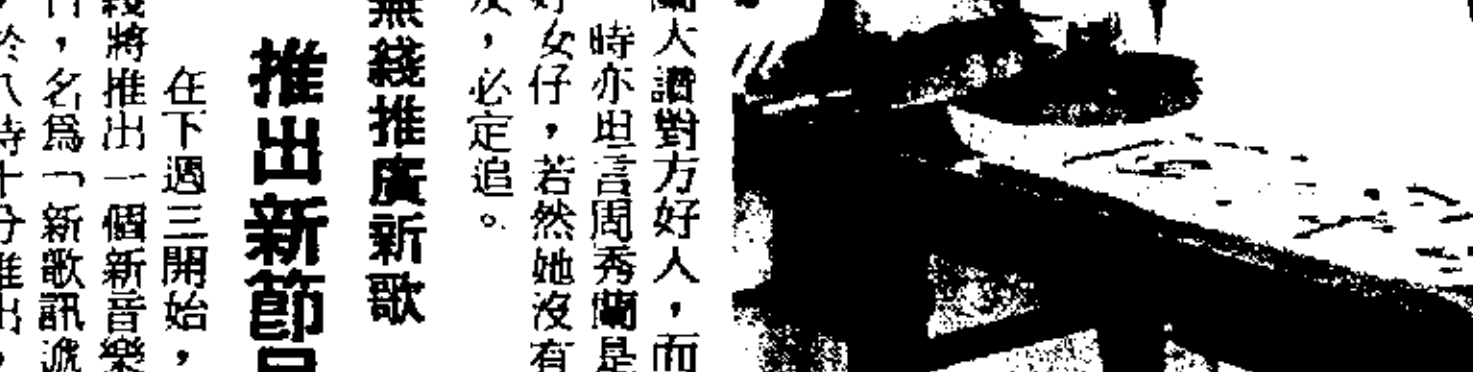 蘭大讚對方好人，而
時亦坦言周秀蘭是
好女仔，若然她沒有
友，必定追。
無綫推廣新歌
推出新節目
在下週三開始，
綫將推出一個新音樂
目，名爲「新歌訊號
於八時十分推出，